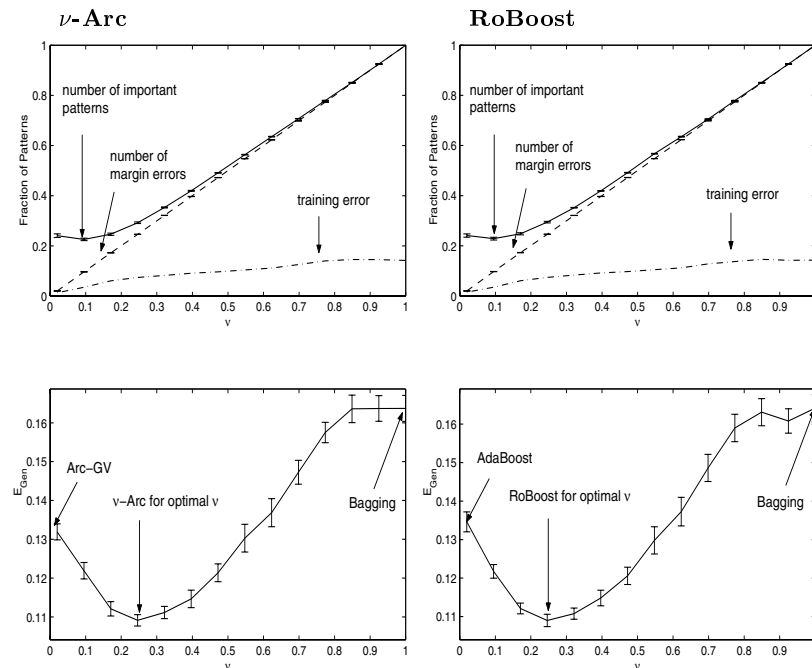 ν-Arc
RoBoost
1
0.8
0.6
0.4
0.2
0
Fraction of Patterns
number of important
patterns
number of
margin errors
training error
0 0.1 0.2 0.3 0.4 0.5 0.6 0.7 0.8 0.9 1
ν
1
0.8
0.6
0.4
0.2
0
Fraction of Patterns
number of important
patterns
number of
margin errors
training error
0 0.1 0.2 0.3 0.4 0.5 0.6 0.7 0.8 0.9
ν
0.16
0.15
0.14
0.13
0.12
0.11
E_Gen
Arc-GV
ν-Arc for optimal ν
Bagging
0 0.1 0.2 0.3 0.4 0.5 0.6 0.7 0.8 0.9 1
ν
0.16
0.15
0.14
0.13
0.12
0.11
E_Gen
AdaBoost
RoBoost for optimal ν
Bagging
0 0.1 0.2 0.3 0.4 0.5 0.6 0.7 0.8 0.9
ν